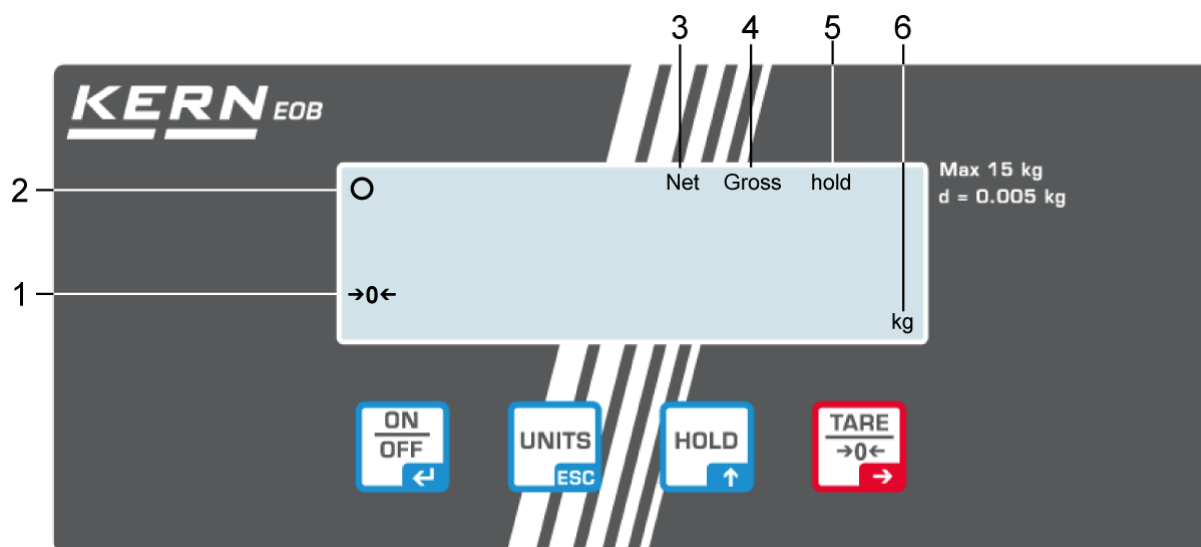 3 4 5 6
KERN EOB
2
Net Gross hold
Max 15 kg
d = 0.005 kg
1
→0←
kg
ON
OFF
↵
UNITS
ESC
HOLD
↑
TARE
→0←
→